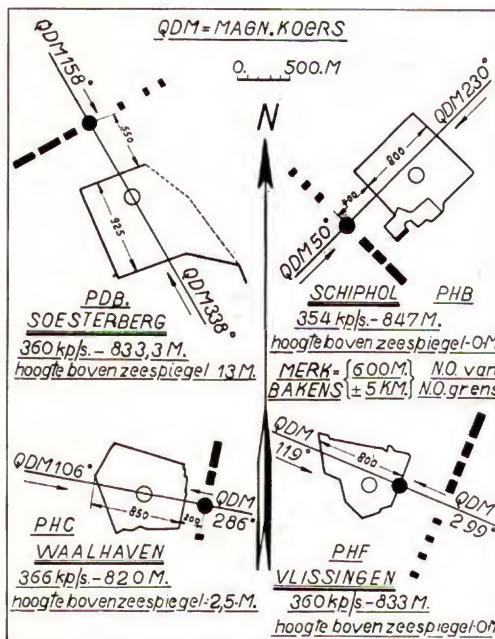 QDM = MAGN. KOERS
0. 500.M
QDM 158°
550
925
QDM 338°
PDB.
SOESTERBERG
360 kp/s. - 833,3 M.
hoogte boven zeespiegel 13 M.
N
QDM 230°
800
QDM 50°
SCHIPHOL PHB
354 kp/s. - 847 M.
hoogte boven zeespiegel - 0 M
MERK = {600 M.} N.O. van
BAKENS {± 5 KM.} N.O. grens
QDM 106°
850
QDM
286°
PHC
WAALHAVEN
366 kp/s. - 820 M.
hoogte boven zeespiegel: 2,5 M.
QDM
119°
800
QDM
299°
PHF
VLISSINGEN
360 kp/s. - 833 M.
hoogte boven zeespiegel 0 M